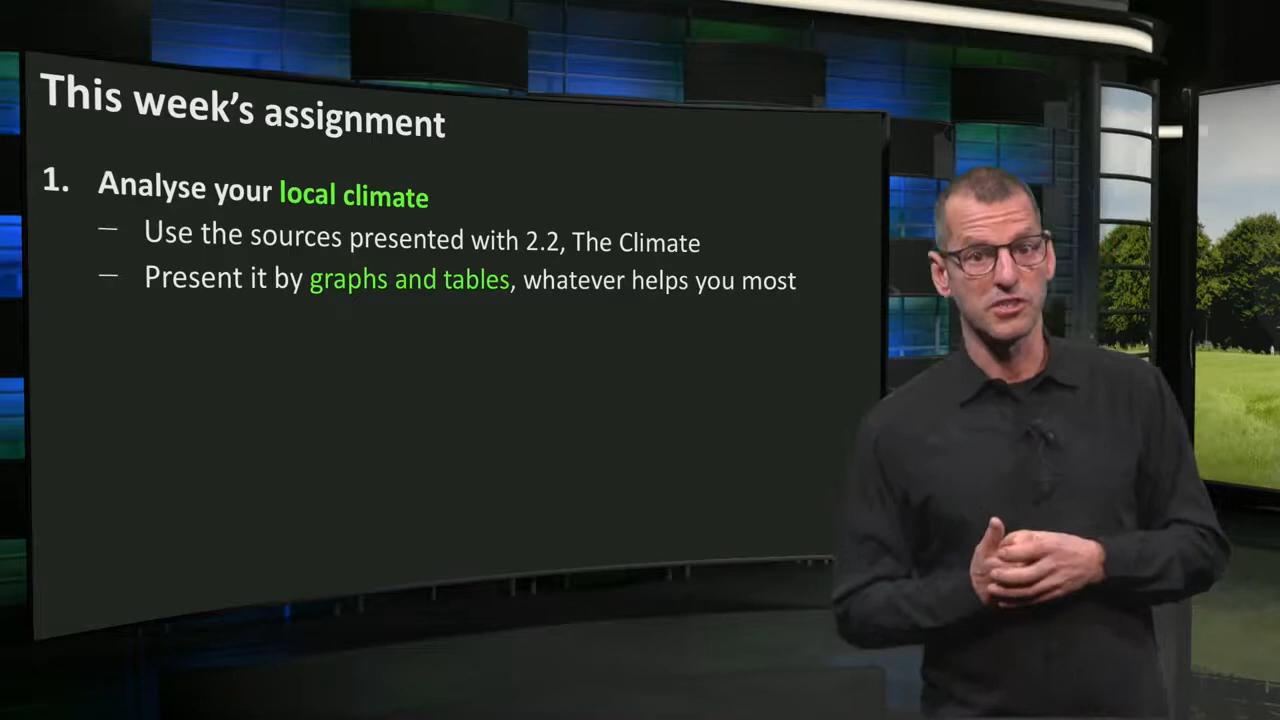 This week's assignment
1. Analyse your local climate
– Use the sources presented with 2.2, The Climate
– Present it by graphs and tables, whatever helps you most